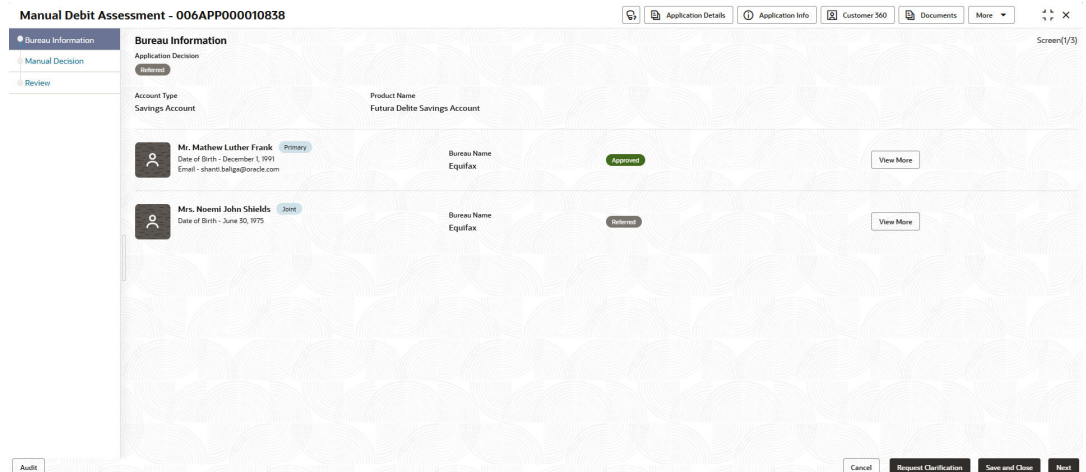 Manual Debit Assessment - 006APP000010838
Application Details
Application Info
Customer 360
Documents
More
Bureau Information
Manual Decision
Review
Bureau Information
Screen(1/3)
Application Decision
Referred
Account Type
Product Name
Savings Account
Futura Delite Savings Account
Mr. Mathew Luther Frank Primary
Date of Birth - December 1, 1991
Email - shanti.baliga@oracle.com
Bureau Name
Equifax
Approved
View More
Mrs. Noemi John Shields Joint
Date of Birth - June 30, 1975
Bureau Name
Equifax
Referred
View More
Audit
Cancel
Request Clarification
Save and Close
Next